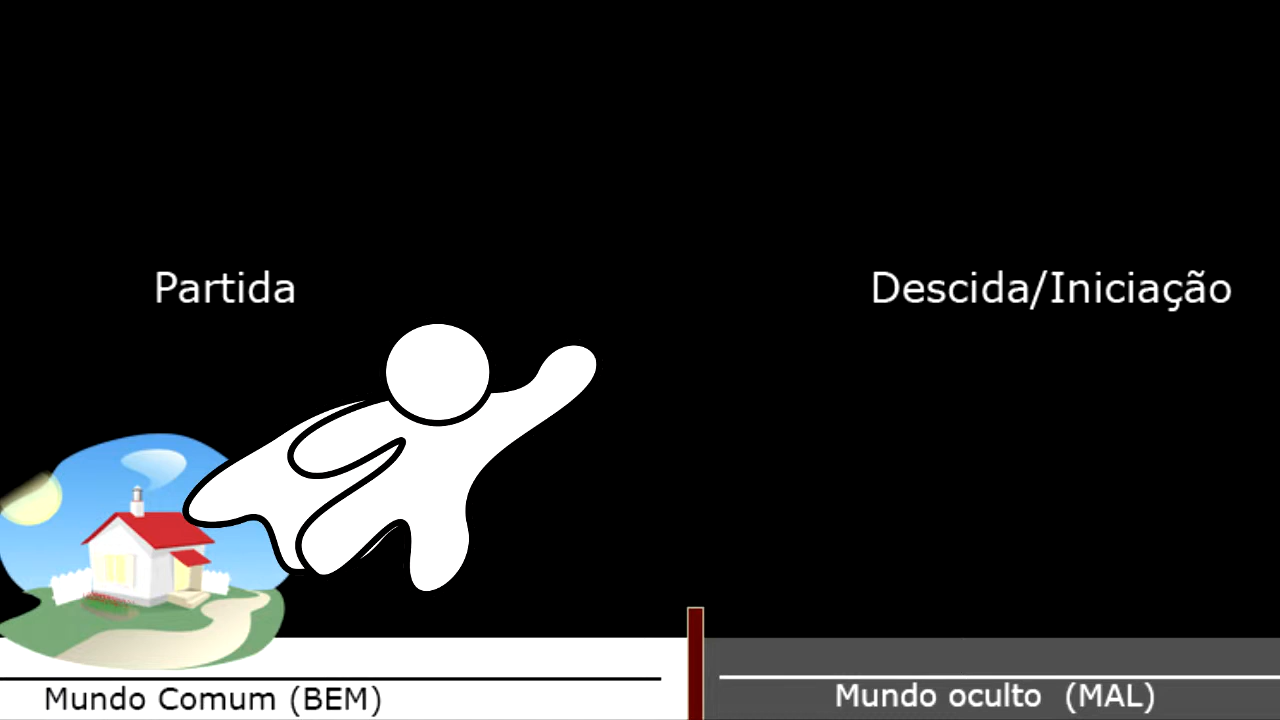 Partida
Descida/Iniciação
Mundo Comum (BEM)
Mundo oculto (MAL)